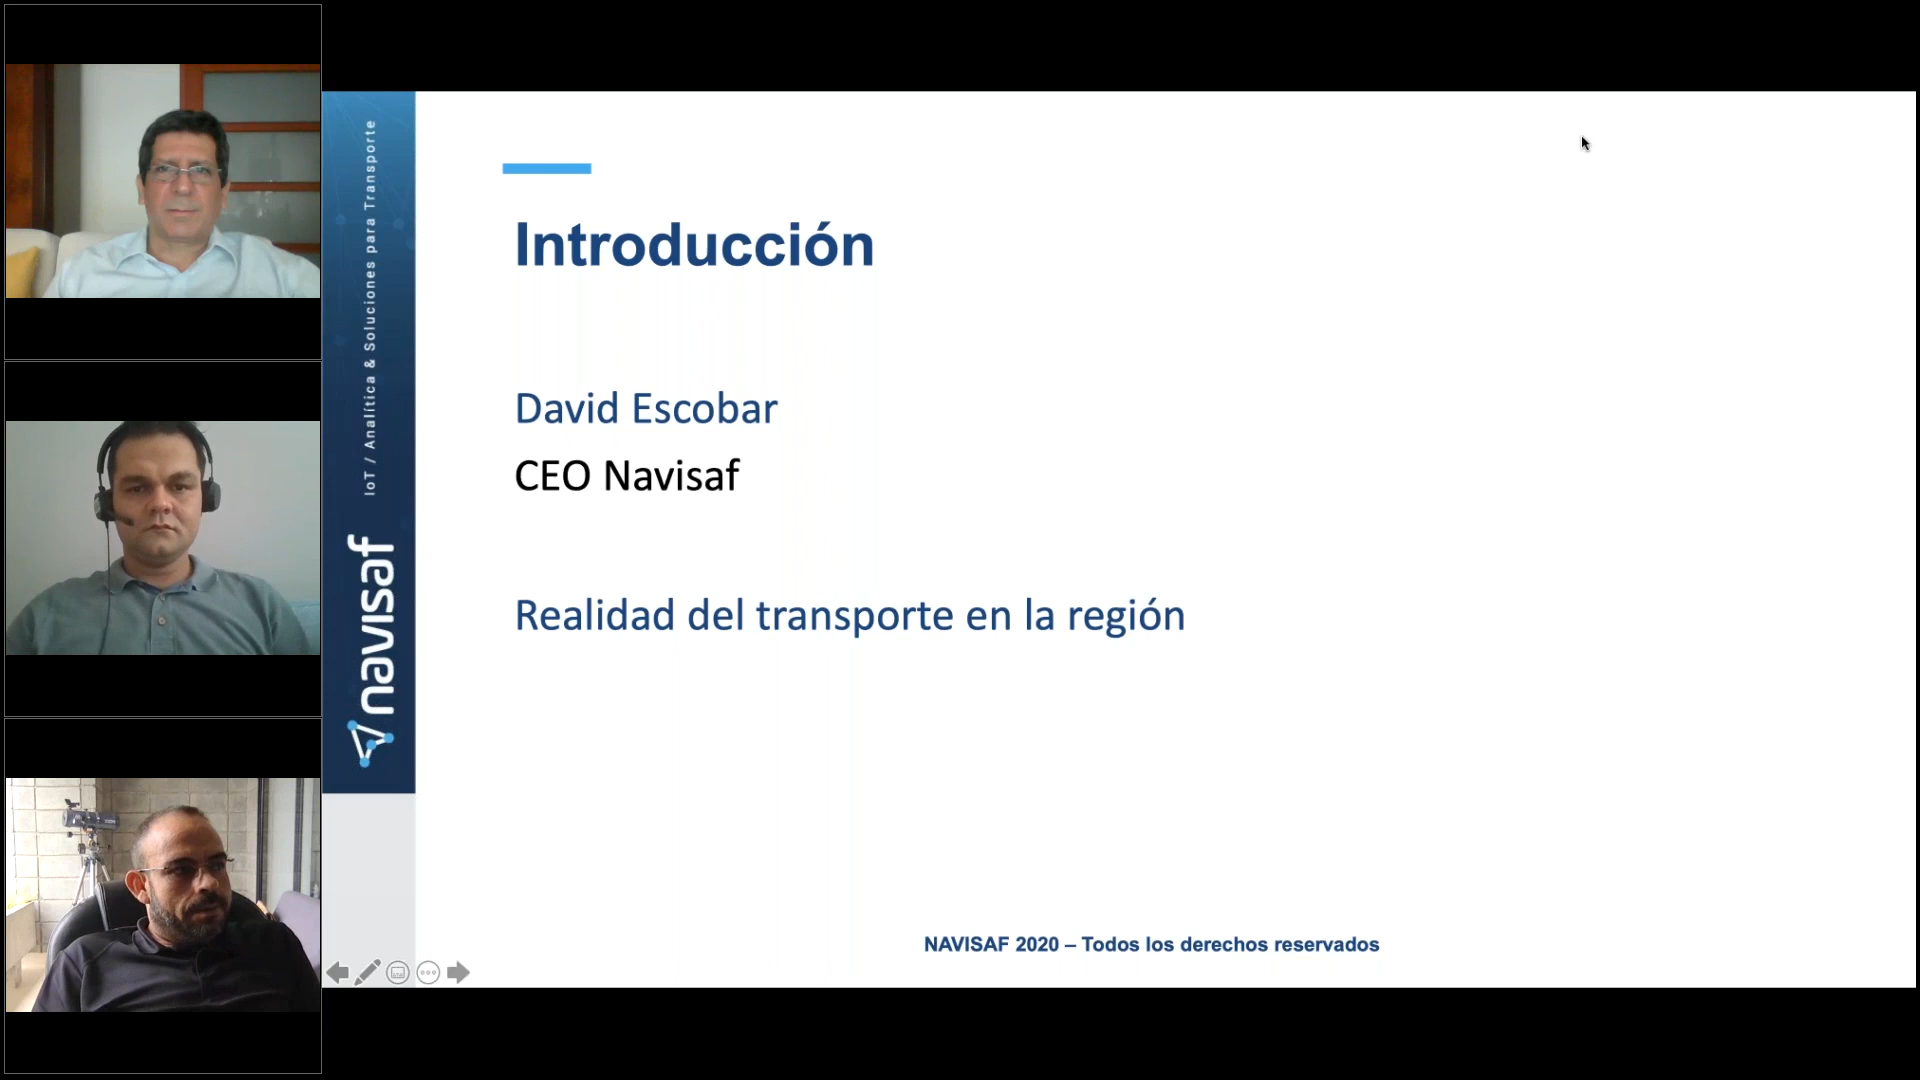 IoT / Analítica & Soluciones para Transporte
navisaf
Introducción
David Escobar
CEO Navisaf
Realidad del transporte en la región
NAVISAF 2020 – Todos los derechos reservados